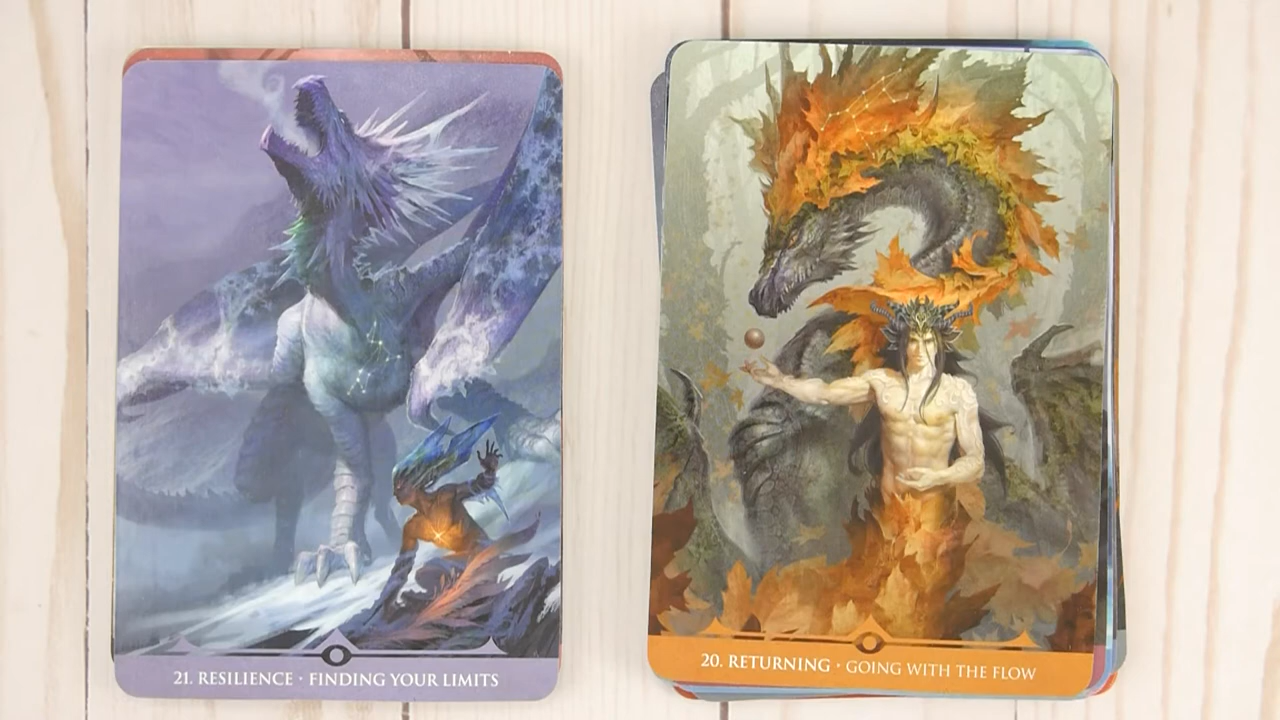 21. RESILIENCE · FINDING YOUR LIMITS
20. RETURNING · GOING WITH THE FLOW